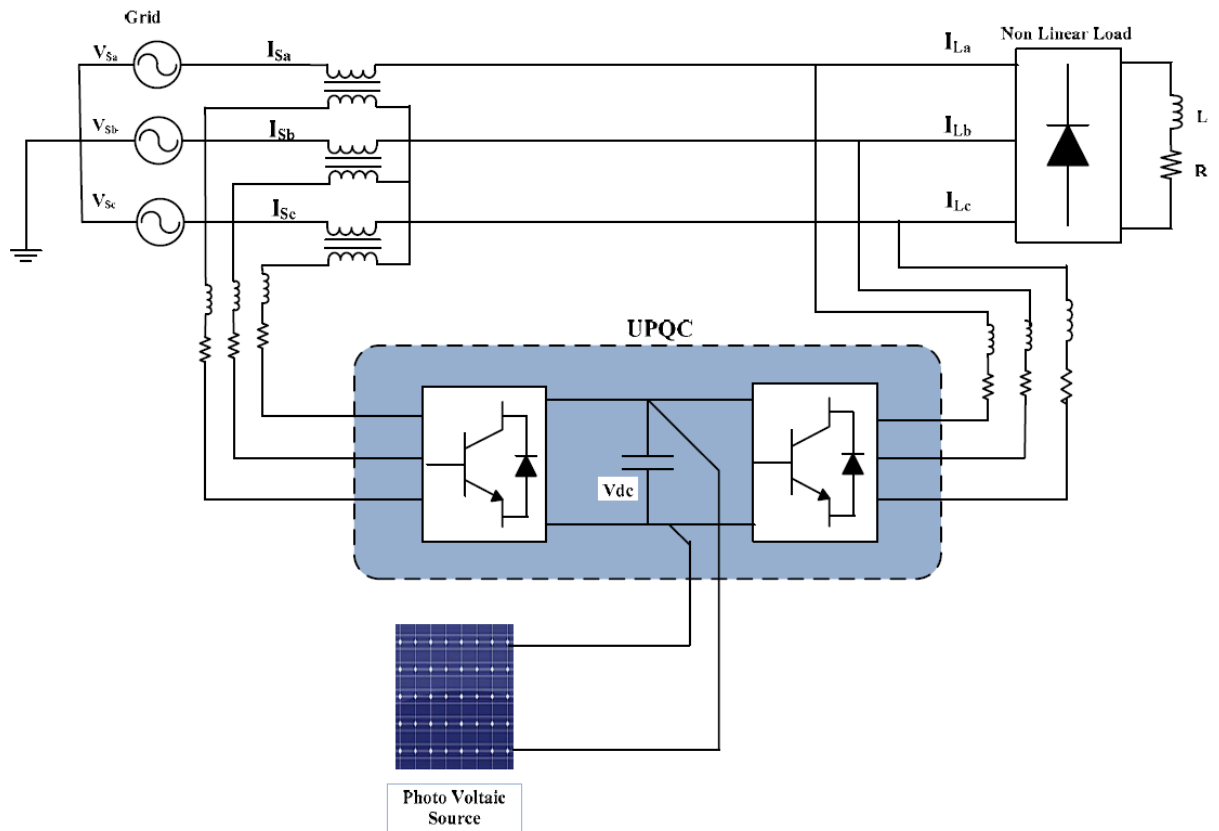 Grid
V_Sa
I_Sa
I_La
Non Linear Load
V_Sb
I_Sb
I_Lb
L
R
V_Sc
I_Sc
I_Lc
UPQC
Vdc
Photo Voltaic
Source